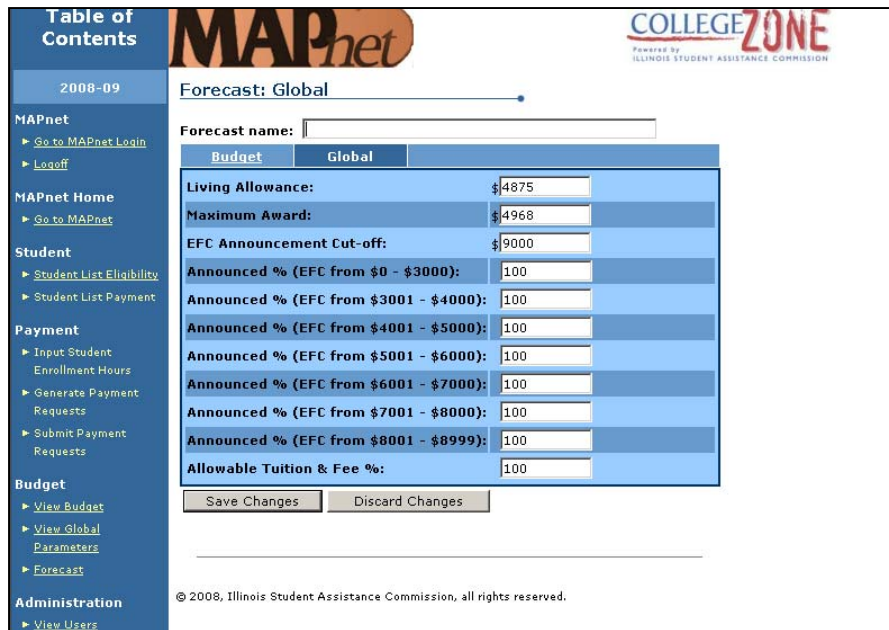 Table of
Contents
2008-09
MAPnet
Go to MAPnet Login
Logoff
MAPnet Home
Go to MAPnet
Student
Student List Eligibility
Student List Payment
Payment
Input Student
Enrollment Hours
Generate Payment
Requests
Submit Payment
Requests
Budget
View Budget
View Global
Parameters
Forecast
Administration
View Users
MAPnet
COLLEGE ZONE
Powered by
ILLINOIS STUDENT ASSISTANCE COMMISSION
Forecast: Global
Forecast name:
Budget Global
Living Allowance: $ 4875
Maximum Award: $ 4968
EFC Announcement Cut-off: $ 9000
Announced % (EFC from $0 - $3000): 100
Announced % (EFC from $3001 - $4000): 100
Announced % (EFC from $4001 - $5000): 100
Announced % (EFC from $5001 - $6000): 100
Announced % (EFC from $6001 - $7000): 100
Announced % (EFC from $7001 - $8000): 100
Announced % (EFC from $8001 - $8999): 100
Allowable Tuition & Fee %: 100
Save Changes Discard Changes
© 2008, Illinois Student Assistance Commission, all rights reserved.